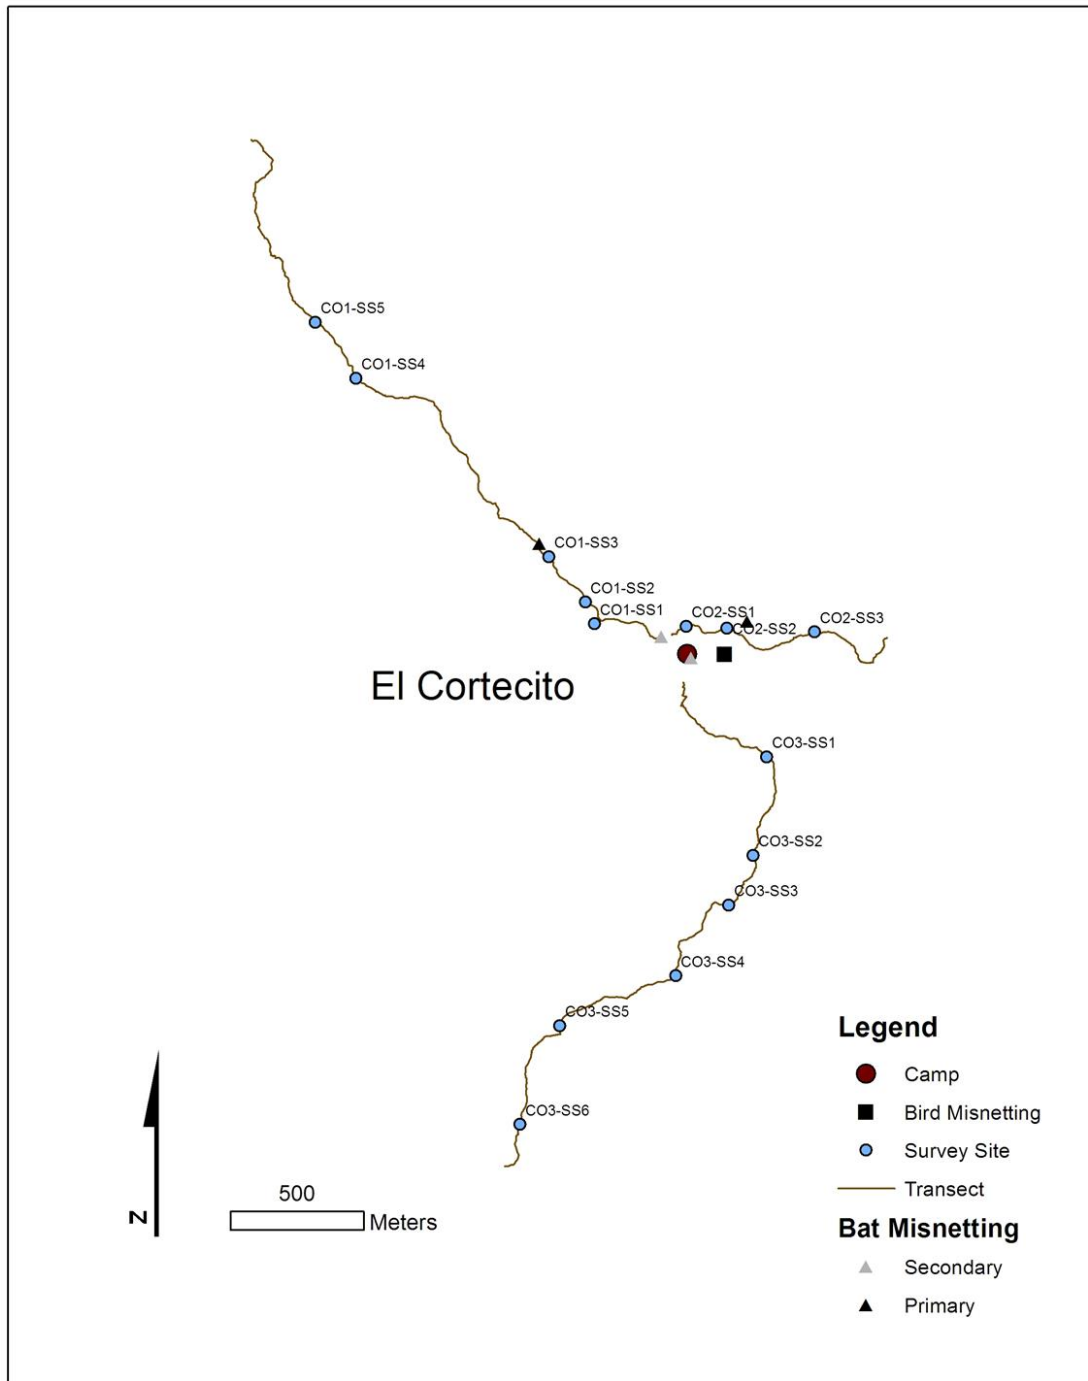 CO1-SS5
CO1-SS4
CO1-SS3
CO1-SS2
CO1-SS1
CO2-SS1
CO2-SS2
CO2-SS3
El Cortecito
CO3-SS1
CO3-SS2
CO3-SS3
CO3-SS4
CO3-SS5
CO3-SS6
N
500
Meters
Legend
Camp
Bird Misnetting
Survey Site
Transect
Bat Misnetting
Secondary
Primary